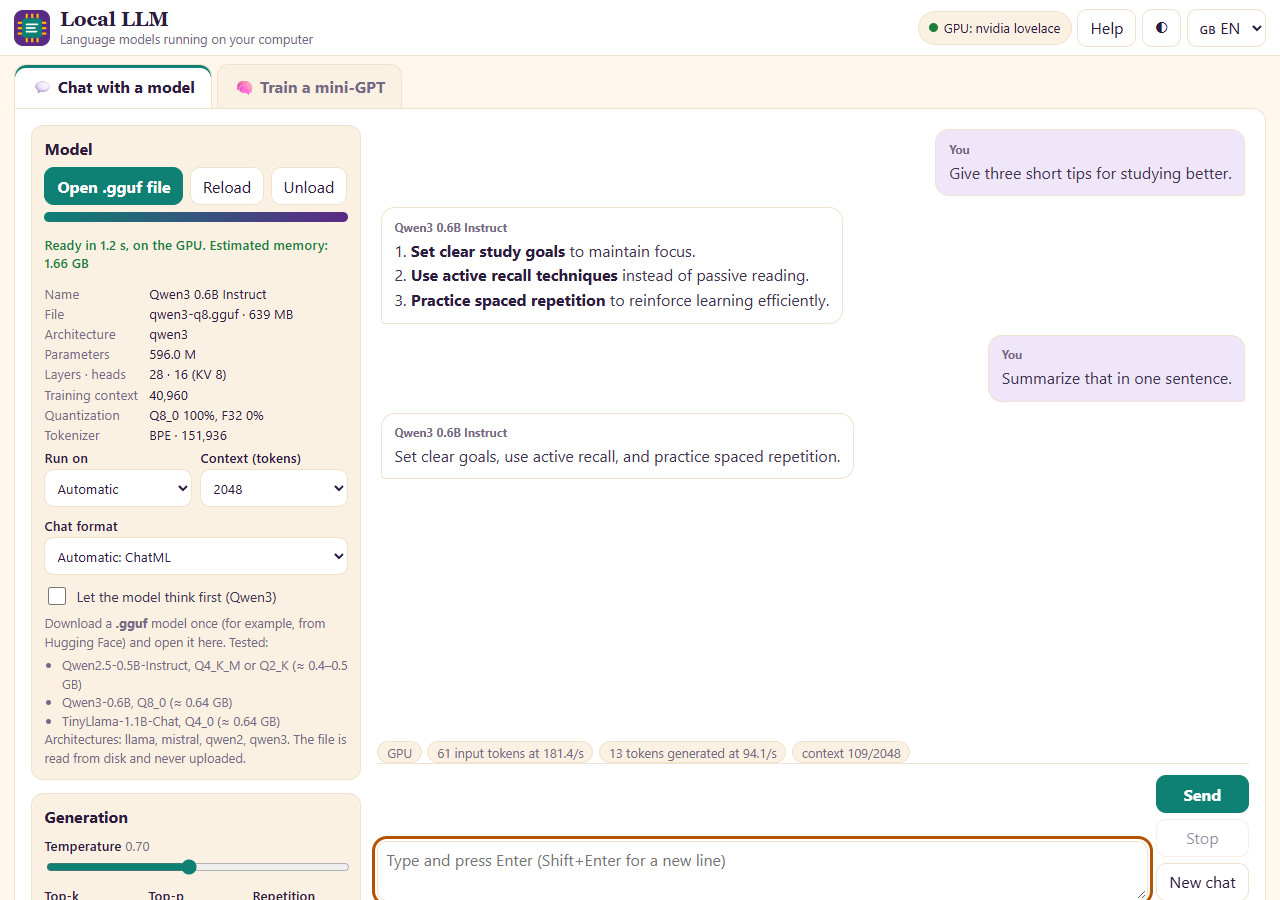 Local LLM
Language models running on your computer
GPU: nvidia lovelace
Help
GB EN
Chat with a model
Train a mini-GPT
Model
Open .gguf file
Reload
Unload
Ready in 1.2 s, on the GPU. Estimated memory:
1.66 GB
Name Qwen3 0.6B Instruct
File qwen3-q8.gguf · 639 MB
Architecture qwen3
Parameters 596.0 M
Layers · heads 28 · 16 (KV 8)
Training context 40,960
Quantization Q8_0 100%, F32 0%
Tokenizer BPE · 151,936
Run on Context (tokens)
Automatic 2048
Chat format
Automatic: ChatML
Let the model think first (Qwen3)
Download a .gguf model once (for example, from
Hugging Face) and open it here. Tested:
• Qwen2.5-0.5B-Instruct, Q4_K_M or Q2_K (≈ 0.4–0.5
GB)
• Qwen3-0.6B, Q8_0 (≈ 0.64 GB)
• TinyLlama-1.1B-Chat, Q4_0 (≈ 0.64 GB)
Architectures: llama, mistral, qwen2, qwen3. The file is
read from disk and never uploaded.
Generation
Temperature 0.70
Top-k Top-p Repetition
You
Give three short tips for studying better.
Qwen3 0.6B Instruct
1. Set clear study goals to maintain focus.
2. Use active recall techniques instead of passive reading.
3. Practice spaced repetition to reinforce learning efficiently.
You
Summarize that in one sentence.
Qwen3 0.6B Instruct
Set clear goals, use active recall, and practice spaced repetition.
GPU
61 input tokens at 181.4/s
13 tokens generated at 94.1/s
context 109/2048
Type and press Enter (Shift+Enter for a new line)
Send
Stop
New chat